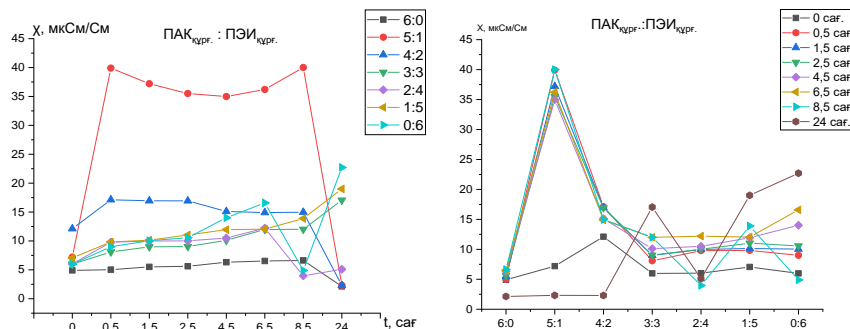 χ, мкСм/См
ПАКқұрғ. : ПЭИқұрғ.
45
40
35
30
25
20
15
10
5
0
0 0,5 1,5 2,5 4,5 6,5 8,5 24
t, сағ
6:0
5:1
4:2
3:3
2:4
1:5
0:6
χ, мкСм/См
ПАКқұрғ.:ПЭИқұрғ.
45
40
35
30
25
20
15
10
5
0
6:0 5:1 4:2 3:3 2:4 1:5 0:6
0 сағ.
0,5 сағ
1,5 сағ
2,5 сағ
4,5 сағ
6,5 сағ
8,5 сағ
24 сағ.